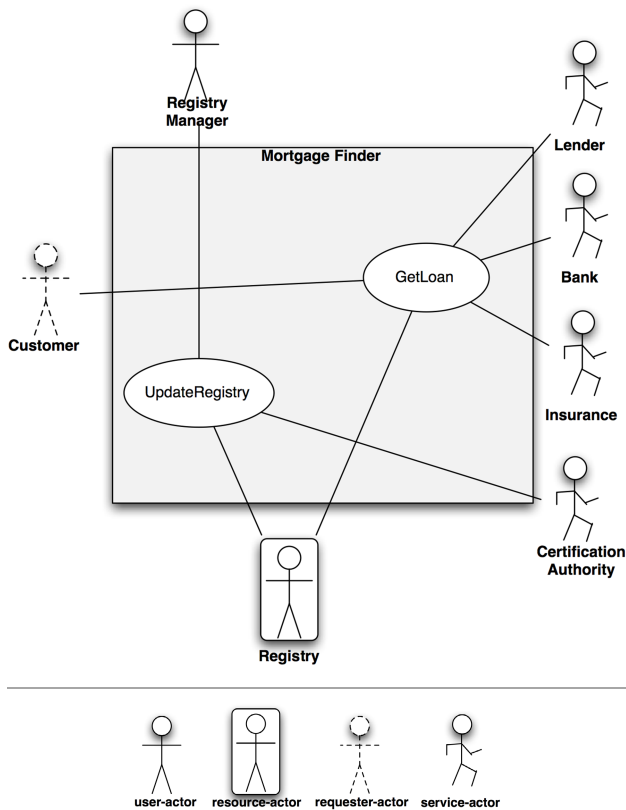 Registry
Manager
Mortgage Finder
Lender
GetLoan
Bank
Customer
UpdateRegistry
Insurance
Certification
Authority
Registry
user-actor resource-actor requester-actor service-actor